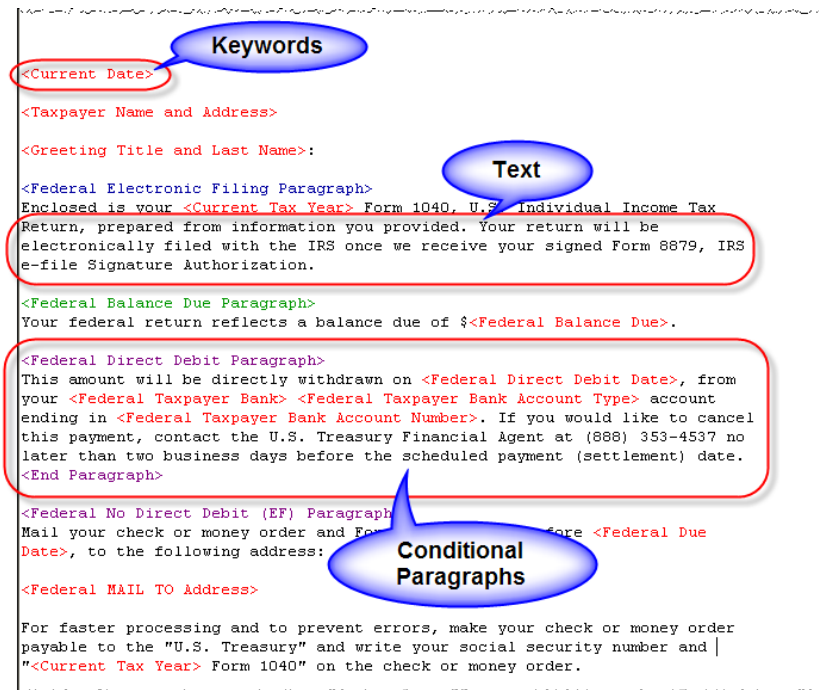 Keywords
<Current Date>
<Taxpayer Name and Address>
<Greeting Title and Last Name>:
Text
<Federal Electronic Filing Paragraph>
Enclosed is your <Current Tax Year> Form 1040, U.S. Individual Income Tax
Return, prepared from information you provided. Your return will be
electronically filed with the IRS once we receive your signed Form 8879, IRS
e-file Signature Authorization.
<Federal Balance Due Paragraph>
Your federal return reflects a balance due of $<Federal Balance Due>.
<Federal Direct Debit Paragraph>
This amount will be directly withdrawn on <Federal Direct Debit Date>, from
your <Federal Taxpayer Bank> <Federal Taxpayer Bank Account Type> account
ending in <Federal Taxpayer Bank Account Number>. If you would like to cancel
this payment, contact the U.S. Treasury Financial Agent at (888) 353-4537 no
later than two business days before the scheduled payment (settlement) date.
<End Paragraph>
<Federal No Direct Debit (EF) Paragraph
Mail your check or money order and <Federal Due
Date>, to the following address:
Conditional
Paragraphs
<Federal MAIL TO Address>
For faster processing and to prevent errors, make your check or money order
payable to the "U.S. Treasury" and write your social security number and
"<Current Tax Year> Form 1040" on the check or money order.